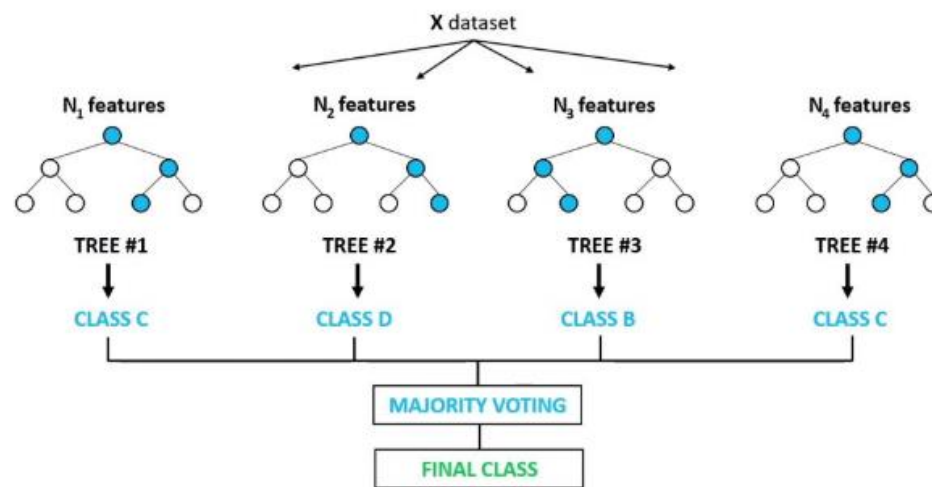 X dataset
N₁ features
N₂ features
N₃ features
N₄ features
TREE #1
TREE #2
TREE #3
TREE #4
CLASS C
CLASS D
CLASS B
CLASS C
MAJORITY VOTING
FINAL CLASS